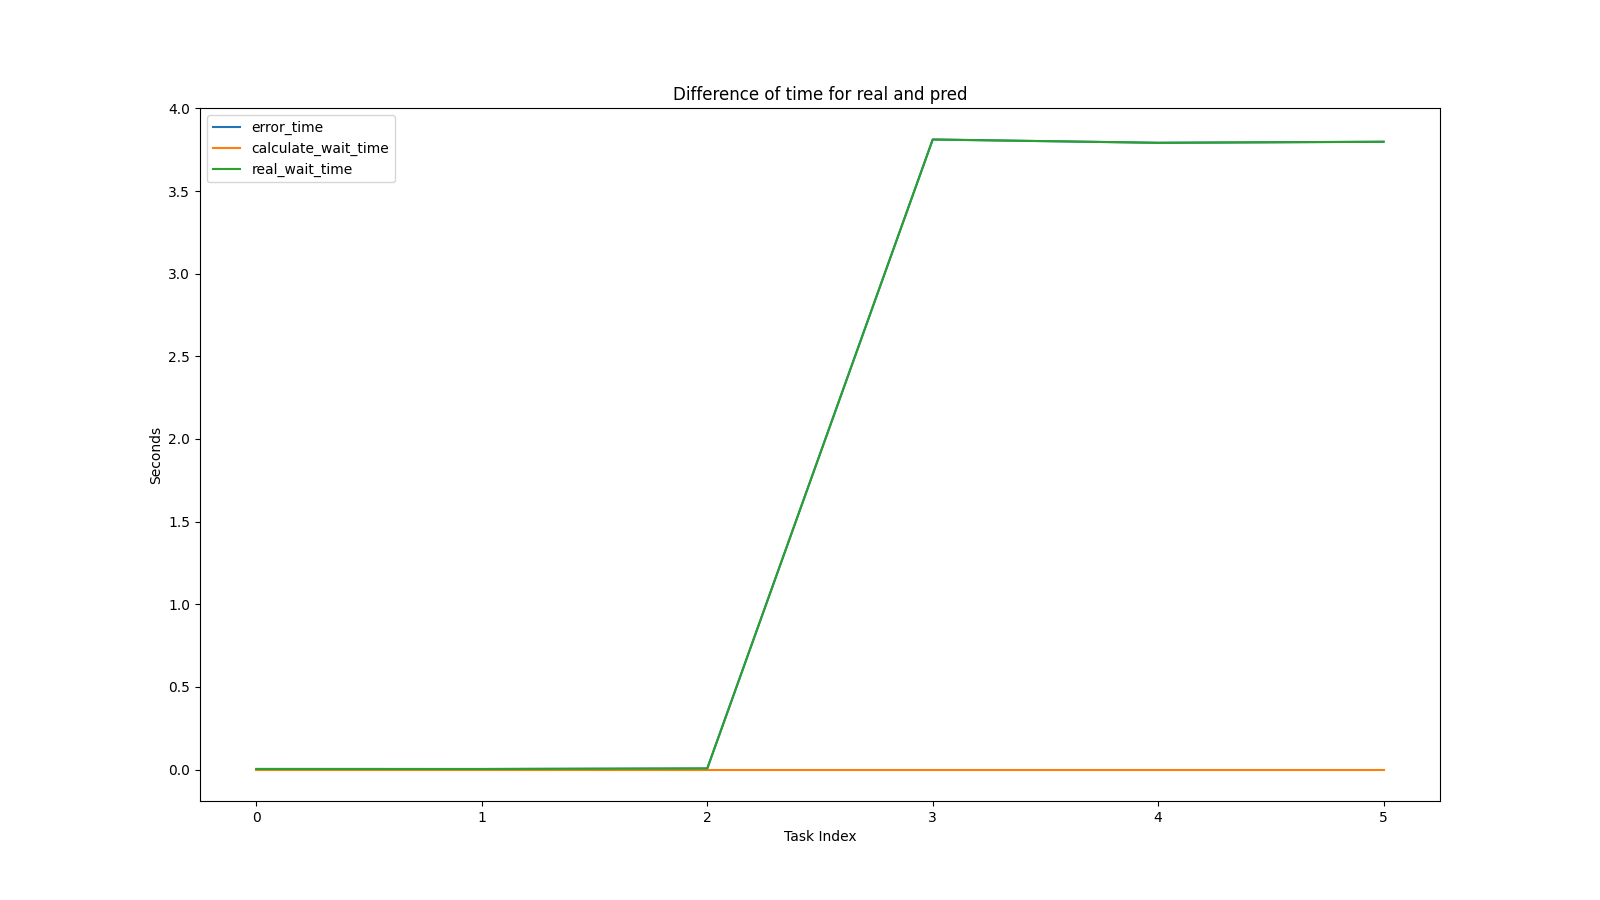 Difference of time for real and pred
4.0
3.5
3.0
2.5
2.0
1.5
1.0
0.5
0.0
Seconds
error_time
calculate_wait_time
real_wait_time
0 1 2 3 4 5
Task Index